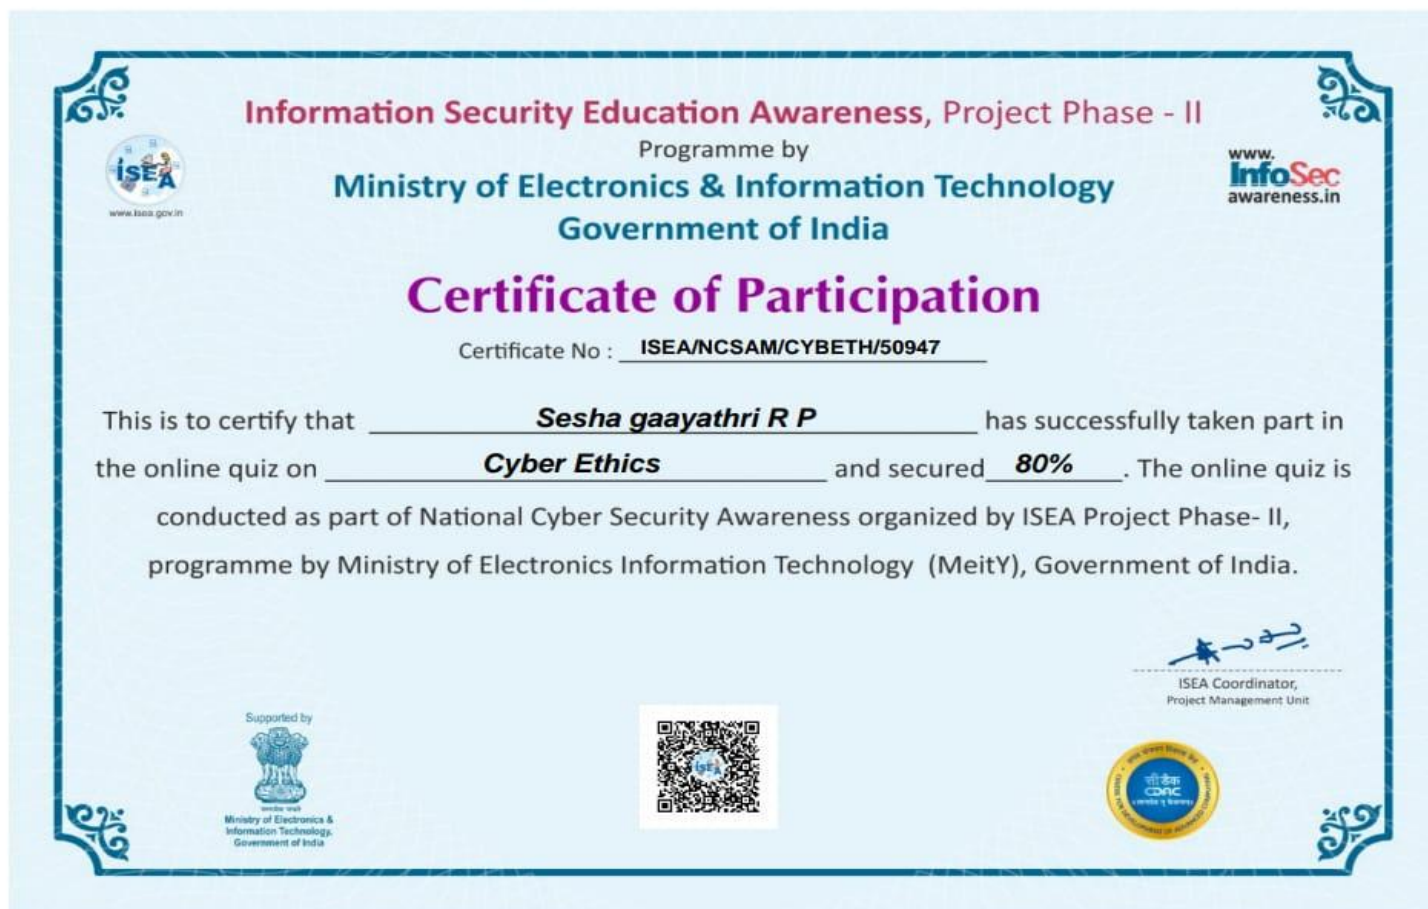 Information Security Education Awareness, Project Phase - II
Programme by
Ministry of Electronics & Information Technology
Government of India
ISEA
www.isea.gov.in
www.
InfoSec
awareness.in
Certificate of Participation
Certificate No : ISEA/NCSAM/CYBETH/50947
This is to certify that Sesha gaayathri R P has successfully taken part in
the online quiz on Cyber Ethics and secured 80% . The online quiz is
conducted as part of National Cyber Security Awareness organized by ISEA Project Phase- II,
programme by Ministry of Electronics Information Technology (MeitY), Government of India.
ISEA Coordinator,
Project Management Unit
Supported by
सत्यमेव जयते
Ministry of Electronics &
Information Technology,
Government of India
ISEA
सी डैक
CDAC